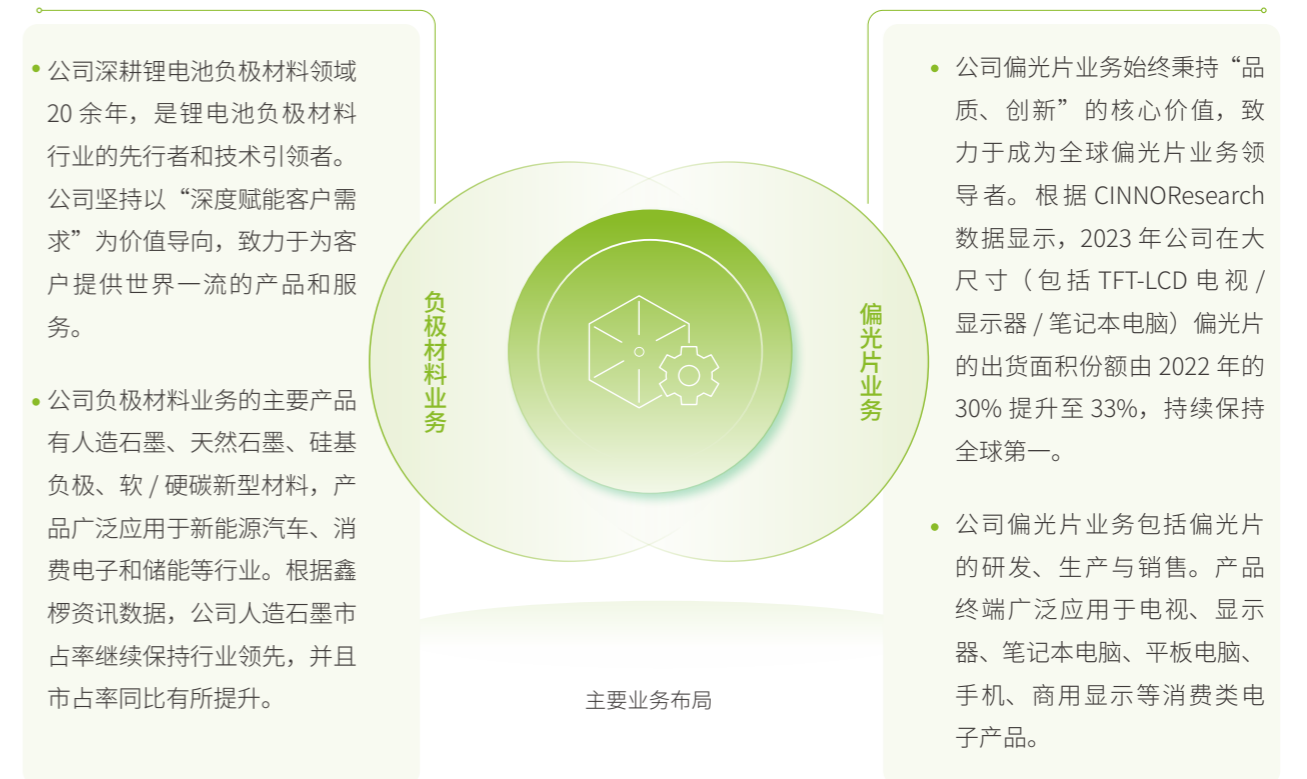 公司深耕锂电池负极材料领域
20 余年，是锂电池负极材料
行业的先行者和技术引领者。
公司坚持以“深度赋能客户需
求”为价值导向，致力于为客
户提供世界一流的产品和服
务。
公司负极材料业务的主要产品
有人造石墨、天然石墨、硅基
负极、软 / 硬碳新型材料，产
品广泛应用于新能源汽车、消
费电子和储能等行业。根据鑫
椤资讯数据，公司人造石墨市
占率继续保持行业领先，并且
市占率同比有所提升。
负极材料业务
偏光片业务
主要业务布局
公司偏光片业务始终秉持“品
质、创新”的核心价值，致
力于成为全球偏光片业务领
导者。根据 CINNOResearch
数据显示，2023 年公司在大
尺寸（包括 TFT-LCD 电视 /
显示器 / 笔记本电脑）偏光片
的出货面积份额由 2022 年的
30% 提升至 33%，持续保持
全球第一。
公司偏光片业务包括偏光片
的研发、生产与销售。产品
终端广泛应用于电视、显示
器、笔记本电脑、平板电脑、
手机、商用显示等消费类电
子产品。